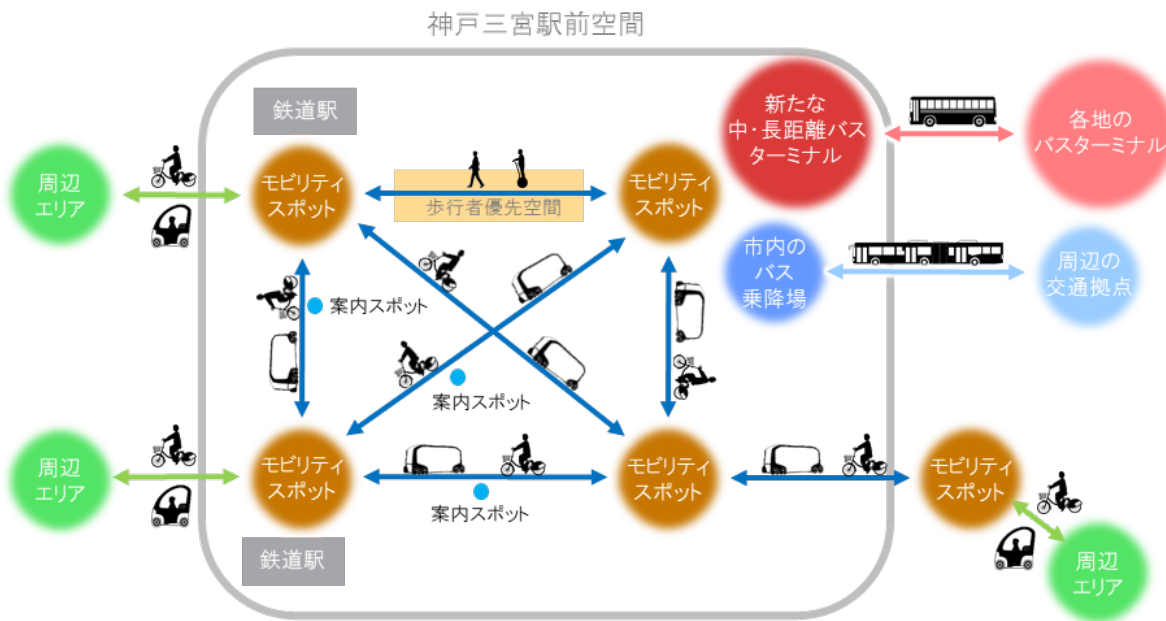 神戸三宮駅前空間
鉄道駅
新たな
中・長距離バス
ターミナル
各地の
バスターミナル
周辺
エリア
モビリティ
スポット
歩行者優先空間
モビリティ
スポット
市内の
バス
乗降場
周辺の
交通拠点
案内スポット
案内スポット
周辺
エリア
モビリティ
スポット
案内スポット
モビリティ
スポット
モビリティ
スポット
鉄道駅
周辺
エリア